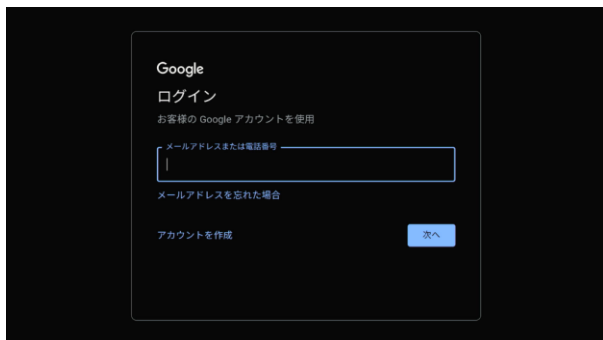 Google
ログイン
お客様の Google アカウントを使用
メールアドレスまたは電話番号
メールアドレスを忘れた場合
アカウントを作成
次へ